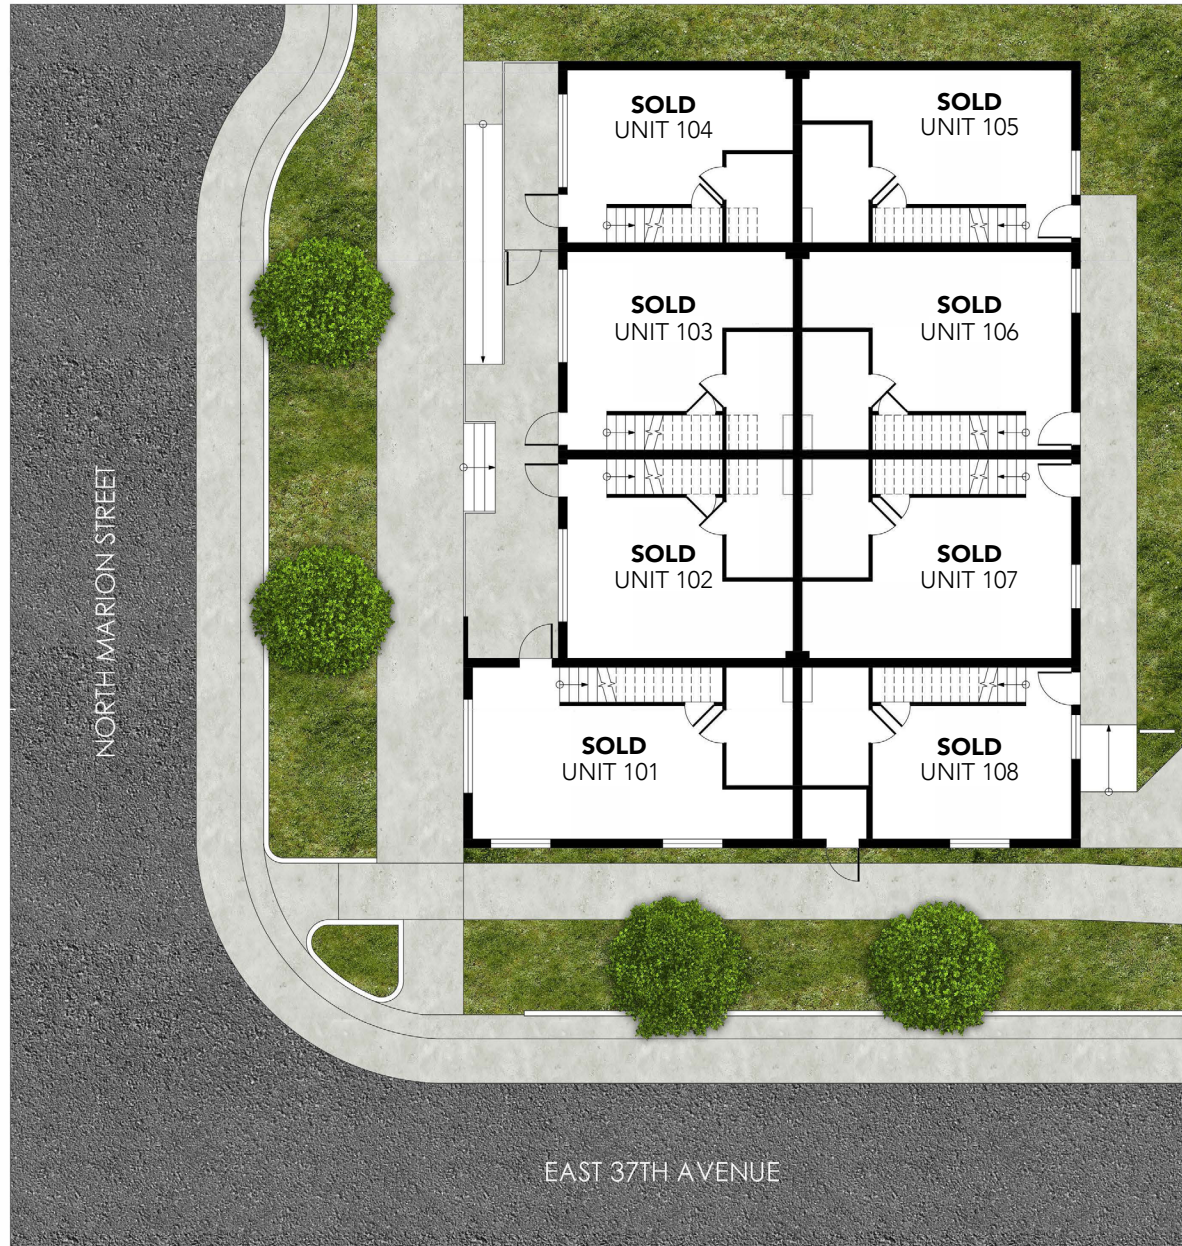 SOLD
UNIT 104
SOLD
UNIT 105
SOLD
UNIT 103
SOLD
UNIT 106
SOLD
UNIT 102
SOLD
UNIT 107
SOLD
UNIT 101
SOLD
UNIT 108
NORTH MARION STREET
EAST 37TH AVENUE